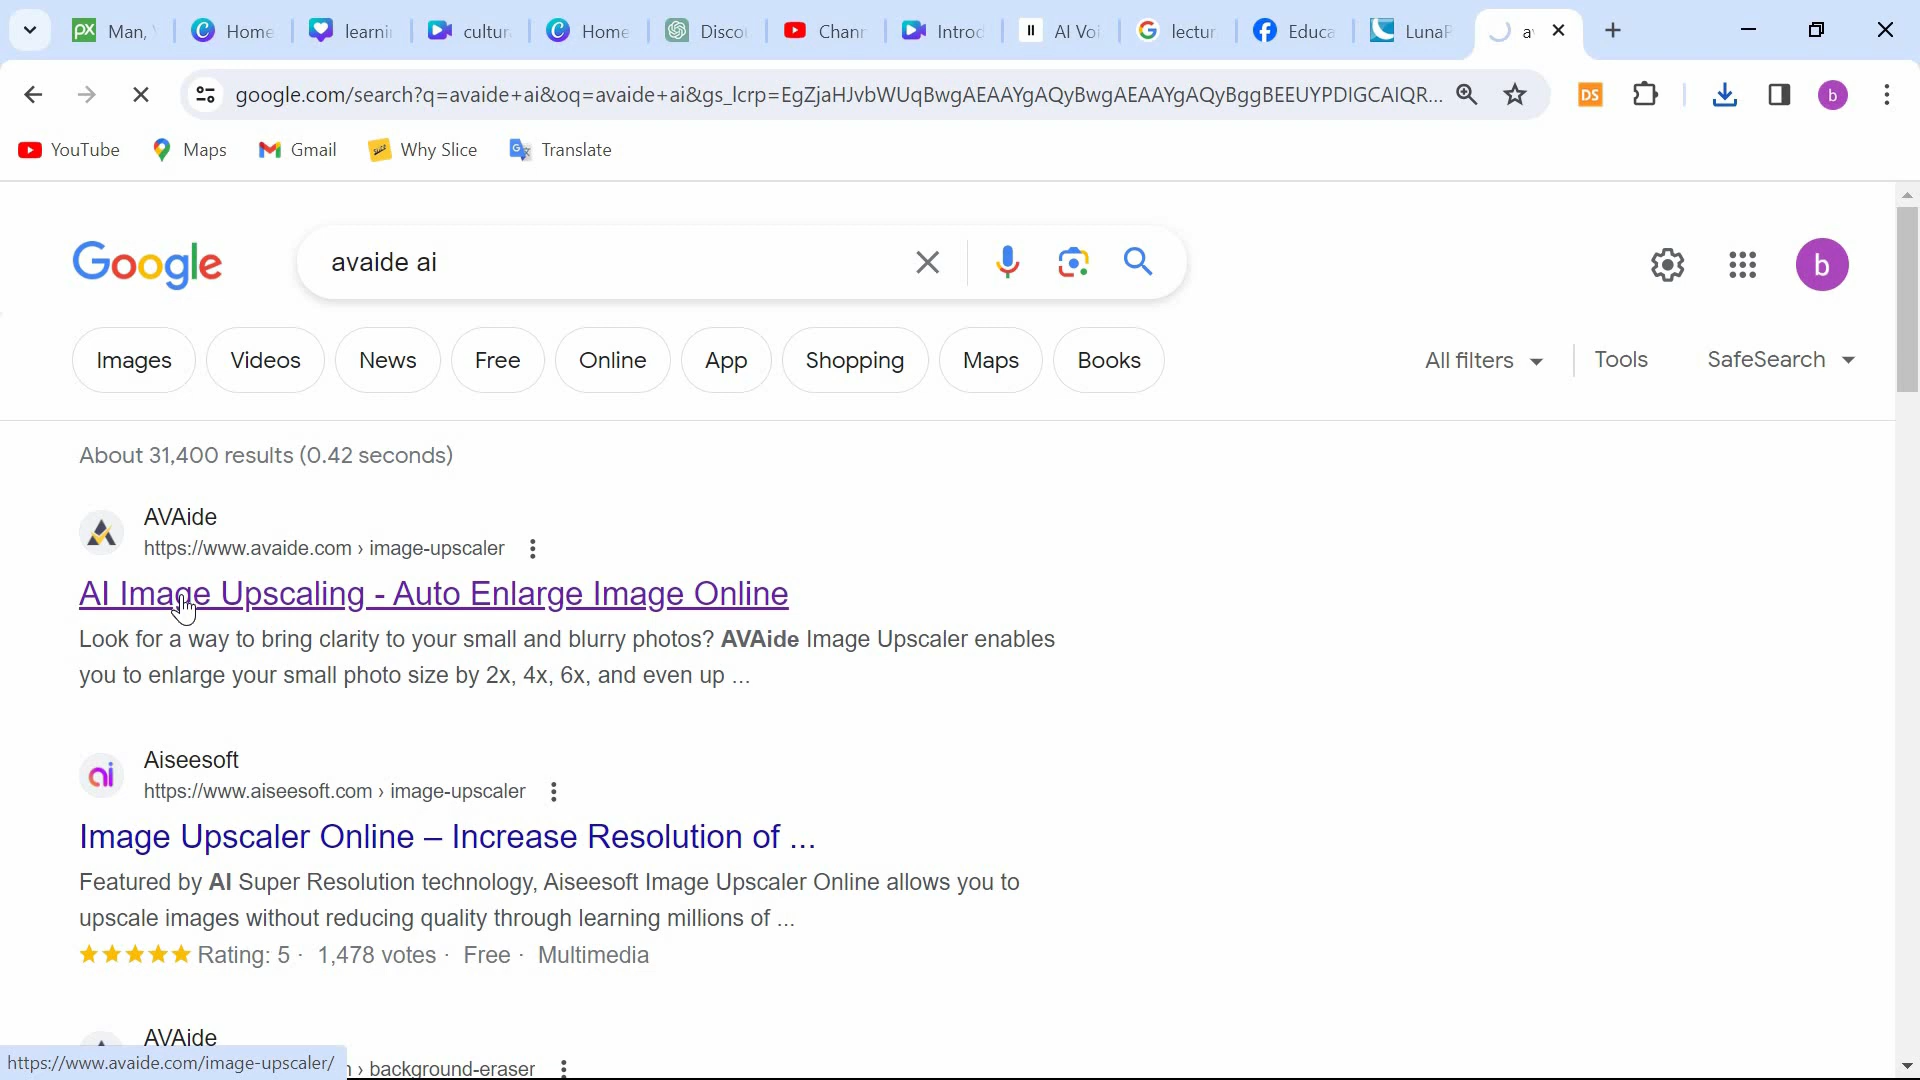 Man,
Home
learni
cultur
Home
Disco
Chann
Introd
AI Voi
lectur
Educa
LunaP
google.com/search?q=avaide+ai&oq=avaide+ai&gs_lcrp=EgZjaHJvbWUqBwgAEAAYgAQyBwgAEAAYgAQyBggBEEUYPDIGCAIQR...
DS
b
YouTube
Maps
Gmail
Why Slice
Translate
Google
avaide ai
b
Images
Videos
News
Free
Online
App
Shopping
Maps
Books
All filters
Tools
SafeSearch
About 31,400 results (0.42 seconds)
AVAide
https://www.avaide.com › image-upscaler
AI Image Upscaling - Auto Enlarge Image Online
Look for a way to bring clarity to your small and blurry photos? AVAide Image Upscaler enables
you to enlarge your small photo size by 2x, 4x, 6x, and even up ...
Aiseesoft
https://www.aiseesoft.com › image-upscaler
Image Upscaler Online – Increase Resolution of ...
Featured by AI Super Resolution technology, Aiseesoft Image Upscaler Online allows you to
upscale images without reducing quality through learning millions of ...
Rating: 5 · 1,478 votes · Free · Multimedia
AVAide
https://www.avaide.com/image-upscaler/
› background-eraser